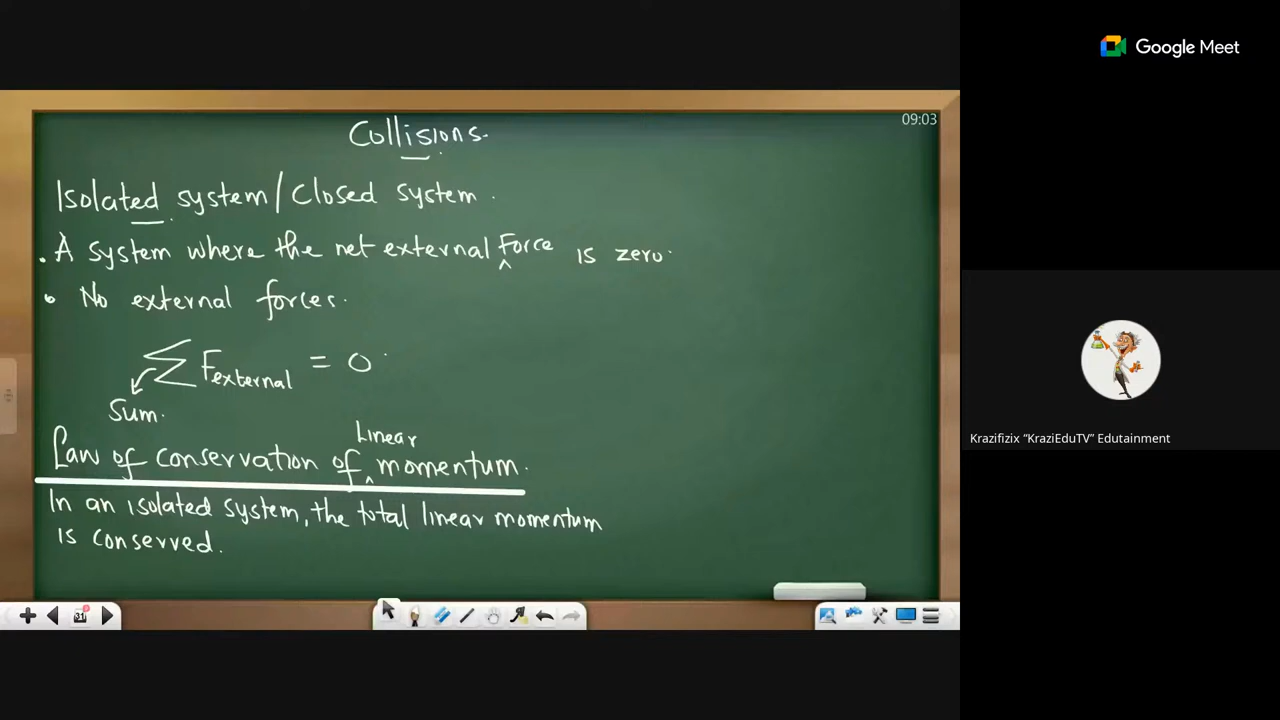 Google Meet
09:03
Collisions.
Isolated system/Closed system.
• A system where the net external Force is zero.
• No external forces.
∑ Fexternal = 0
Sum.
Law of conservation of Linear momentum.
In an isolated system, the total linear momentum
is conserved.
31
Krazifizix “KraziEduTV” Edutainment